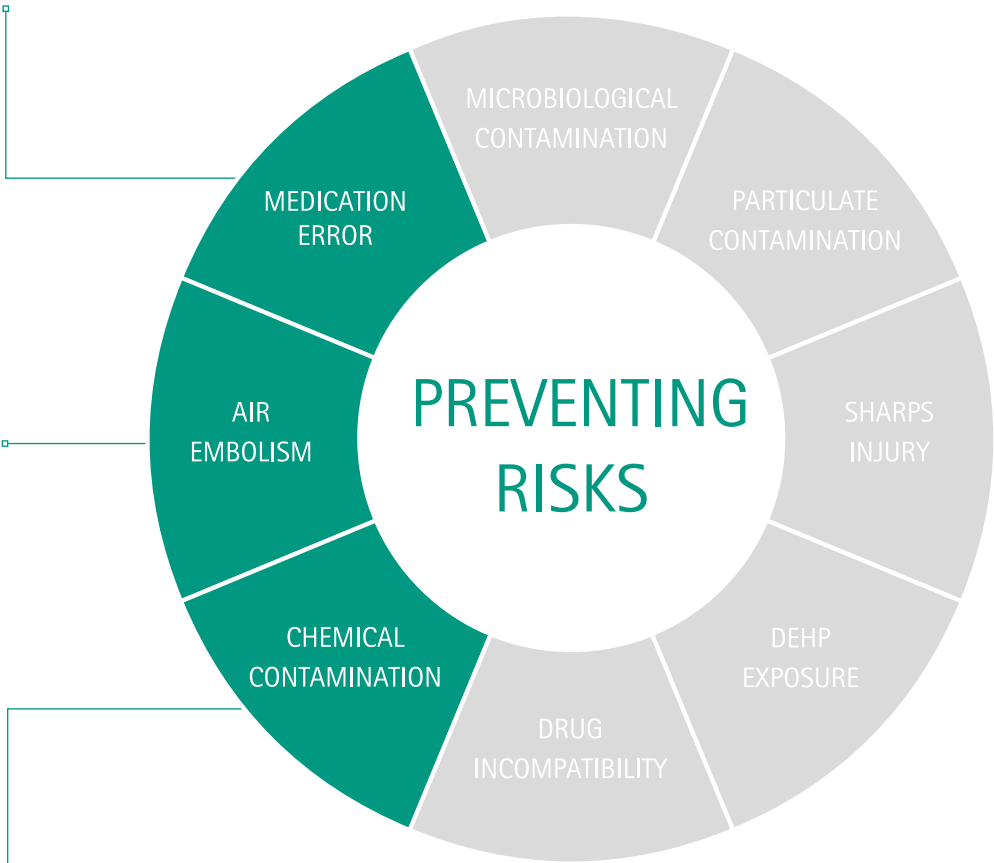 MICROBIOLOGICAL
CONTAMINATION
PARTICULATE
CONTAMINATION
SHARPS
INJURY
DEHP
EXPOSURE
DRUG
INCOMPATIBILITY
CHEMICAL
CONTAMINATION
AIR
EMBOLISM
MEDICATION
ERROR
PREVENTING
RISKS